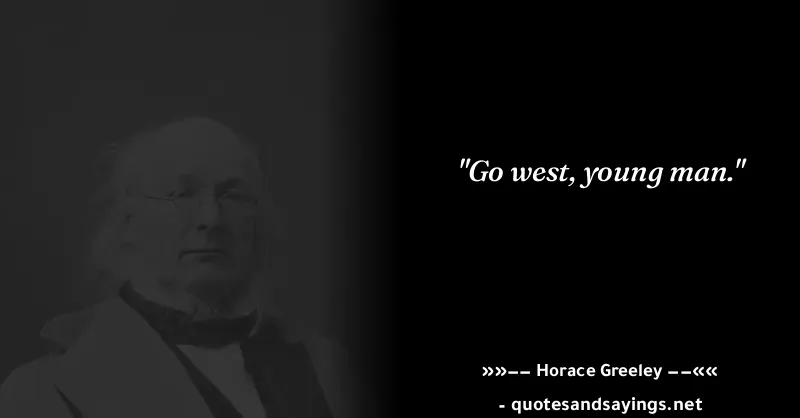 "Go west, young man."
»»–– Horace Greeley ––««
- quotesandsayings.net